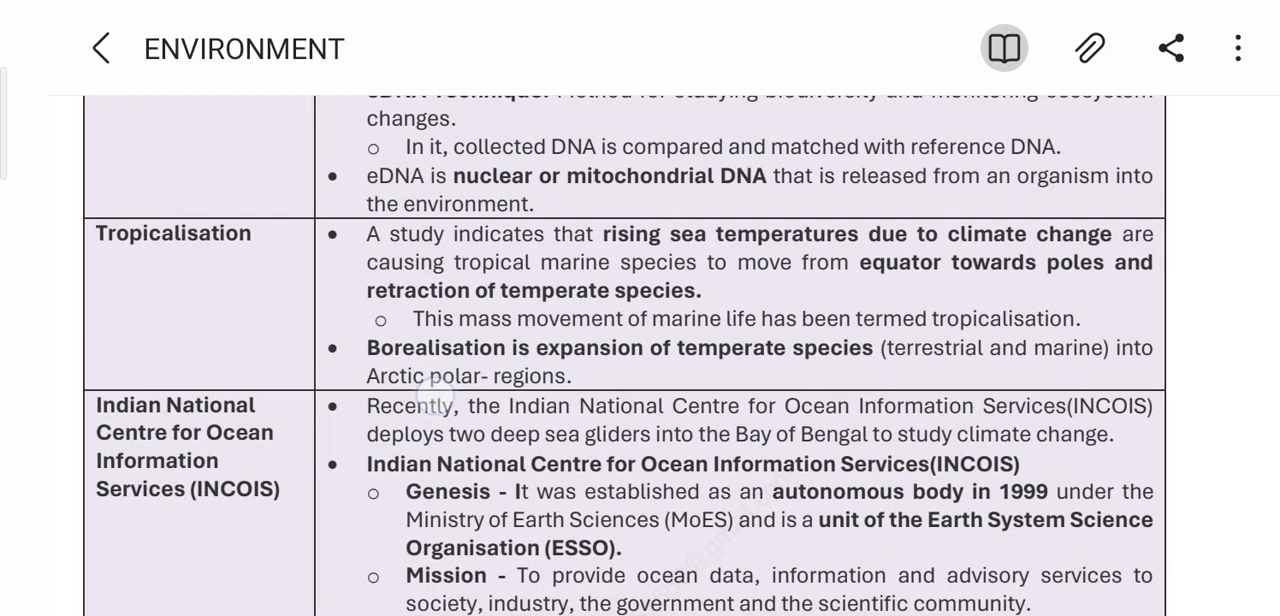 ENVIRONMENT
changes.
o In it, collected DNA is compared and matched with reference DNA.
• eDNA is nuclear or mitochondrial DNA that is released from an organism into
the environment.
Tropicalisation
• A study indicates that rising sea temperatures due to climate change are
causing tropical marine species to move from equator towards poles and
retraction of temperate species.
o This mass movement of marine life has been termed tropicalisation.
• Borealisation is expansion of temperate species (terrestrial and marine) into
Arctic polar- regions.
Indian National
Centre for Ocean
Information
Services (INCOIS)
• Recently, the Indian National Centre for Ocean Information Services(INCOIS)
deploys two deep sea gliders into the Bay of Bengal to study climate change.
• Indian National Centre for Ocean Information Services(INCOIS)
o Genesis - It was established as an autonomous body in 1999 under the
Ministry of Earth Sciences (MoES) and is a unit of the Earth System Science
Organisation (ESSO).
o Mission - To provide ocean data, information and advisory services to
society, industry, the government and the scientific community.